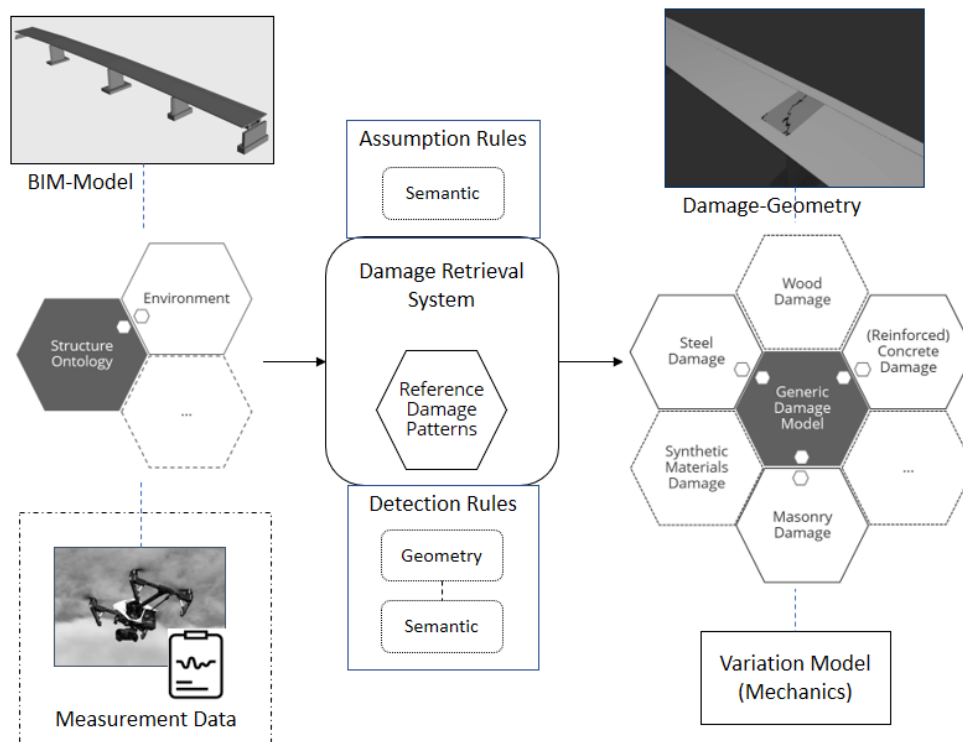 BIM-Model
Environment
Structure
Ontology
...
Measurement Data
Assumption Rules
Semantic
Damage Retrieval
System
Reference
Damage
Patterns
Detection Rules
Geometry
Semantic
Damage-Geometry
Wood
Damage
Steel
Damage
(Reinforced)
Concrete
Damage
Generic
Damage
Model
Synthetic
Materials
Damage
...
Masonry
Damage
Variation Model
(Mechanics)